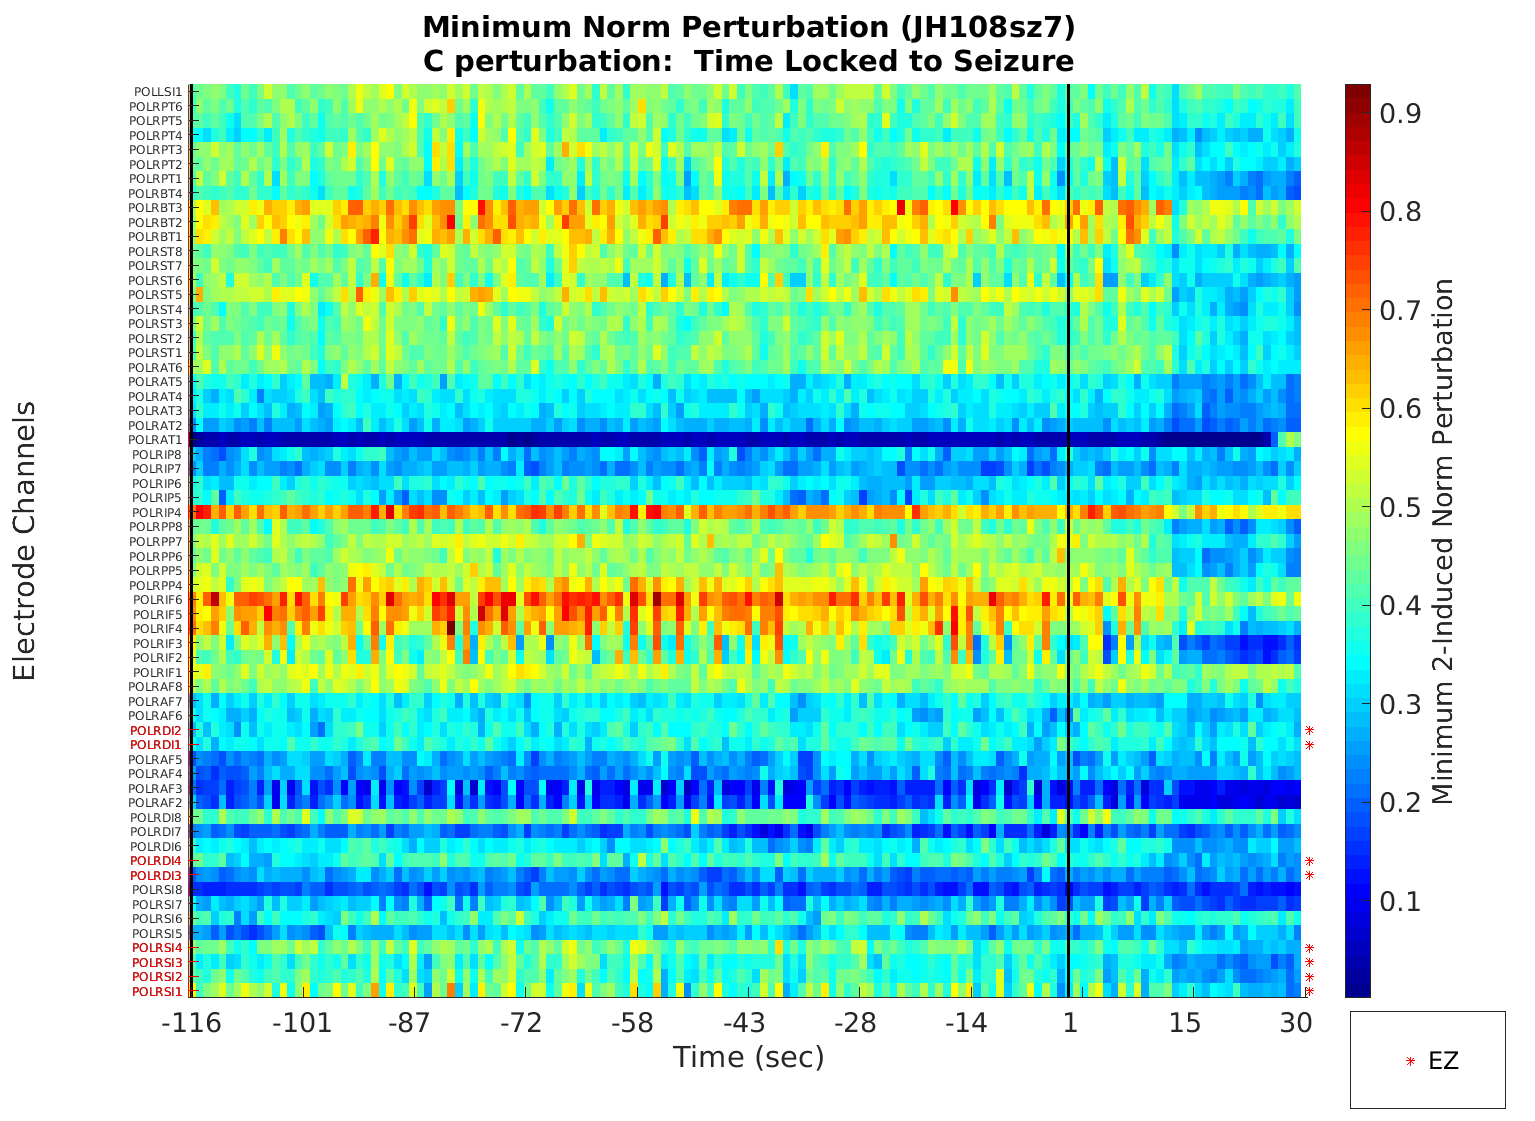 Minimum Norm Perturbation (JH108sz7)
C perturbation:  Time Locked to Seizure
Electrode Channels
POLLSI1
POLRPT6
POLRPT5
POLRPT4
POLRPT3
POLRPT2
POLRPT1
POLRBT4
POLRBT3
POLRBT2
POLRBT1
POLRST8
POLRST7
POLRST6
POLRST5
POLRST4
POLRST3
POLRST2
POLRST1
POLRAT6
POLRAT5
POLRAT4
POLRAT3
POLRAT2
POLRAT1
POLRIP8
POLRIP7
POLRIP6
POLRIP5
POLRIP4
POLRPP8
POLRPP7
POLRPP6
POLRPP5
POLRPP4
POLRIF6
POLRIF5
POLRIF4
POLRIF3
POLRIF2
POLRIF1
POLRAF8
POLRAF7
POLRAF6
POLRDI2
POLRDI1
POLRAF5
POLRAF4
POLRAF3
POLRAF2
POLRDI8
POLRDI7
POLRDI6
POLRDI4
POLRDI3
POLRSI8
POLRSI7
POLRSI6
POLRSI5
POLRSI4
POLRSI3
POLRSI2
POLRSI1
-116 -101 -87 -72 -58 -43 -28 -14 1 15 30
Time (sec)
0.9
0.8
0.7
0.6
0.5
0.4
0.3
0.2
0.1
Minimum 2-Induced Norm Perturbation
EZ